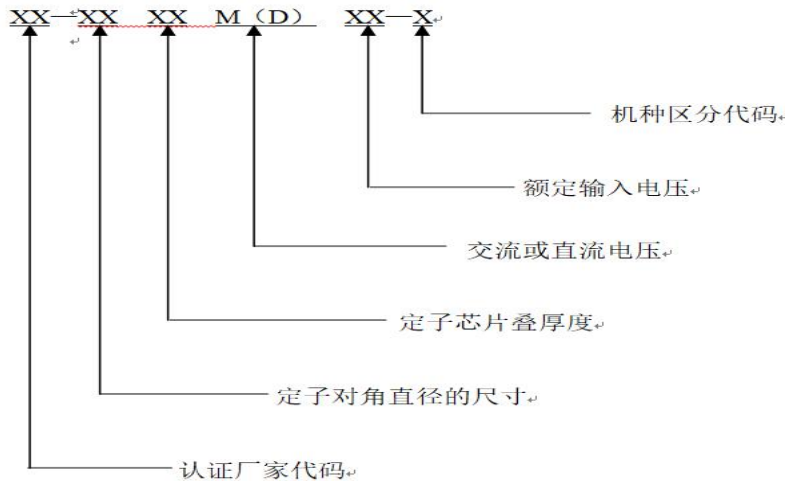 XX—XX XX M（D） XX—X
机种区分代码
额定输入电压
交流或直流电压
定子芯片叠厚度
定子对角直径的尺寸
认证厂家代码